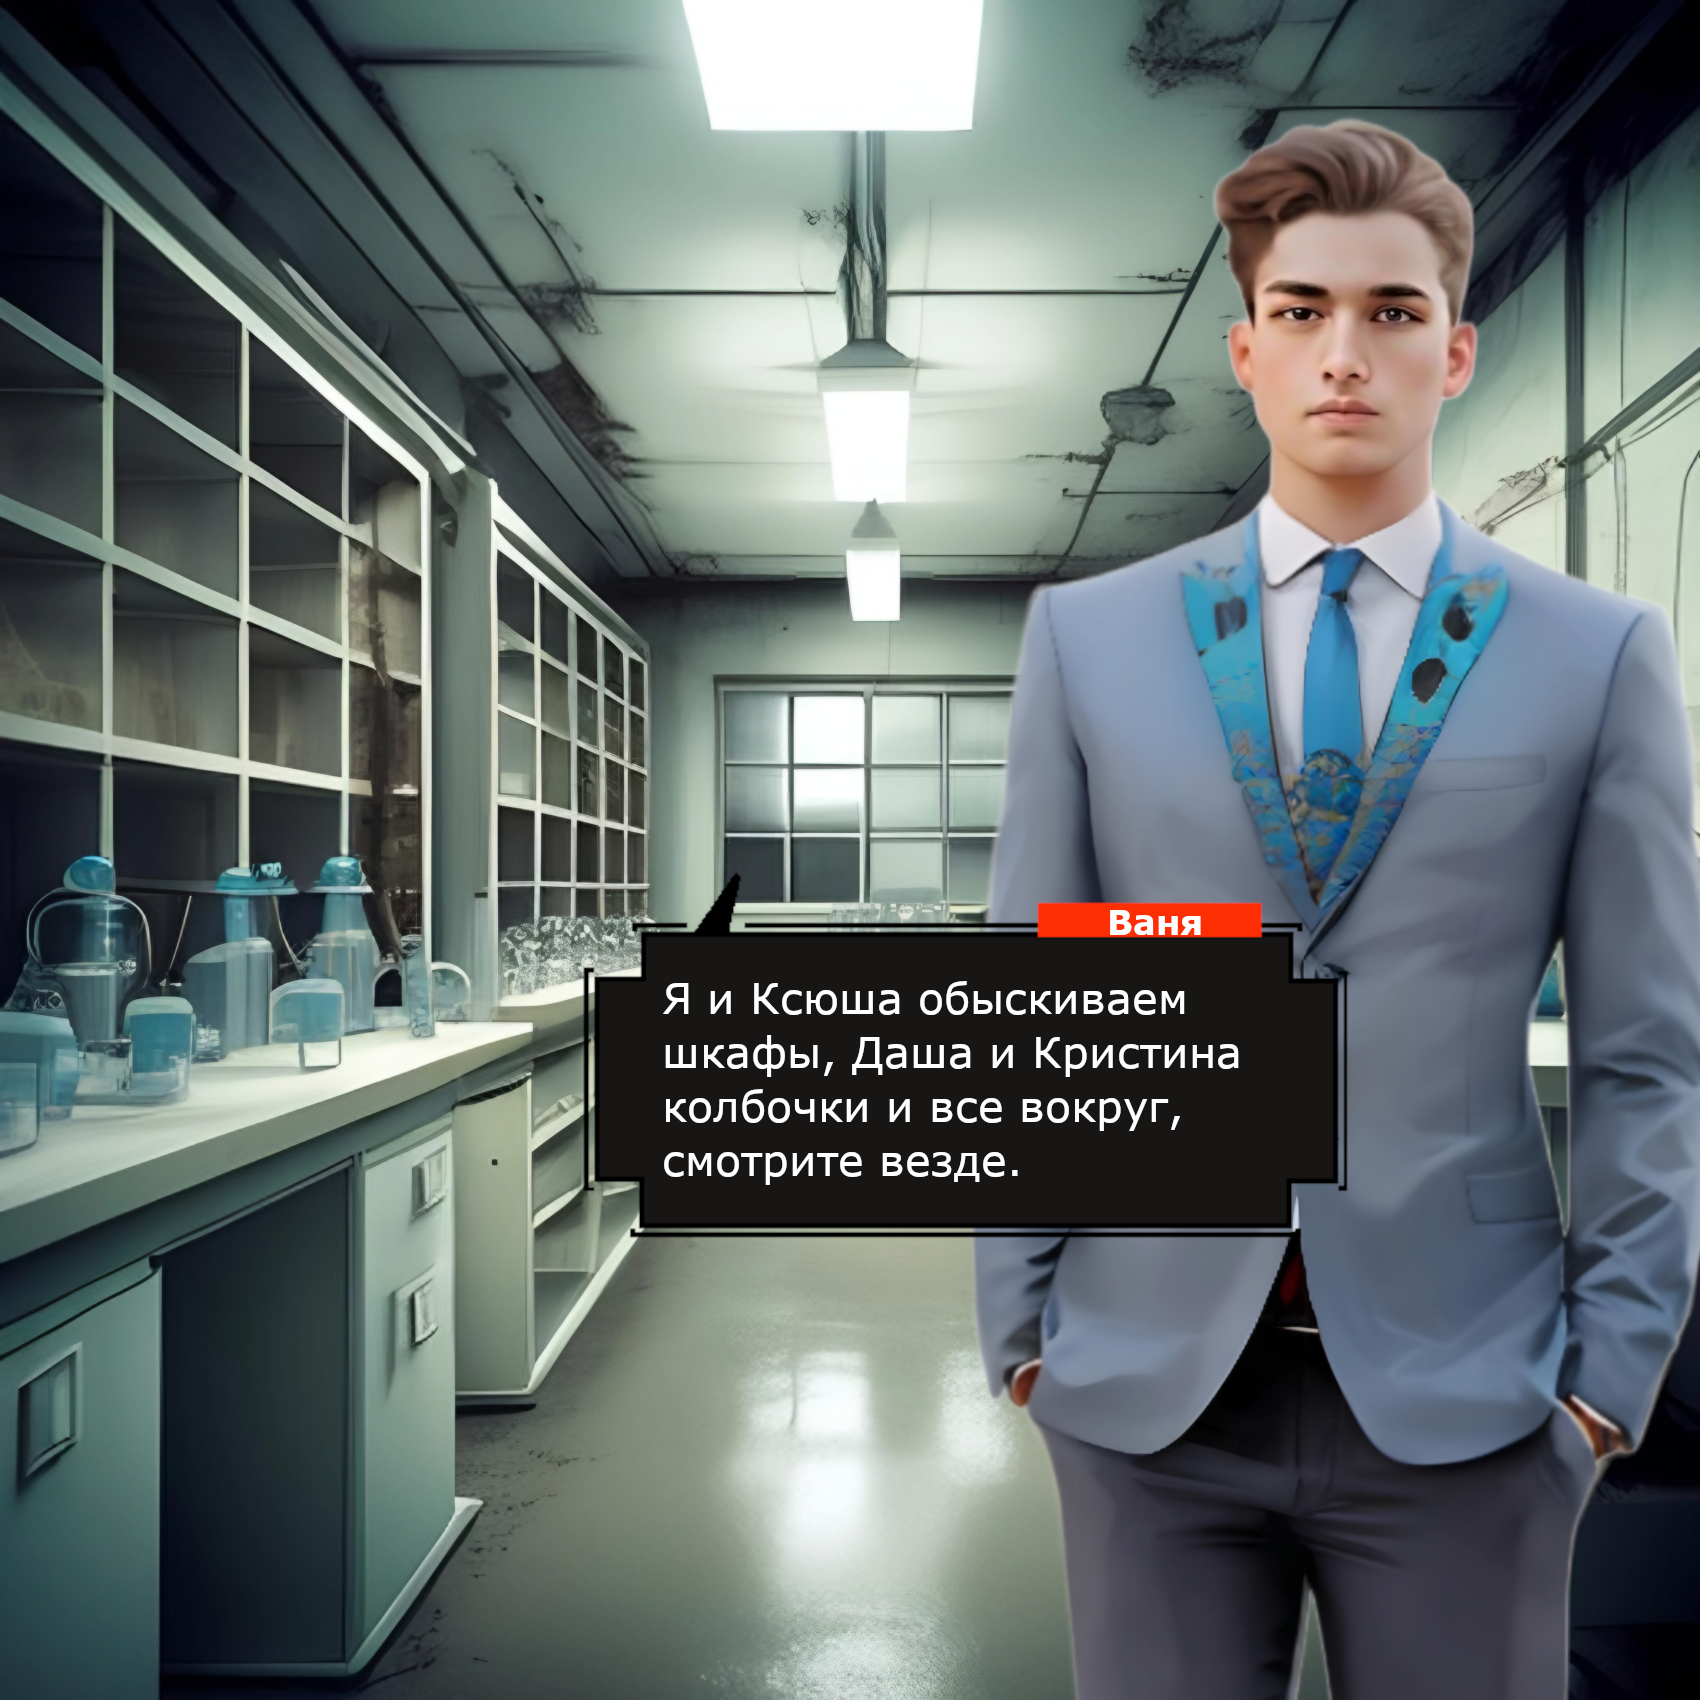 Ваня
Я и Ксюша обыскиваем
шкафы, Даша и Кристина
колбочки и все вокруг,
смотрите везде.